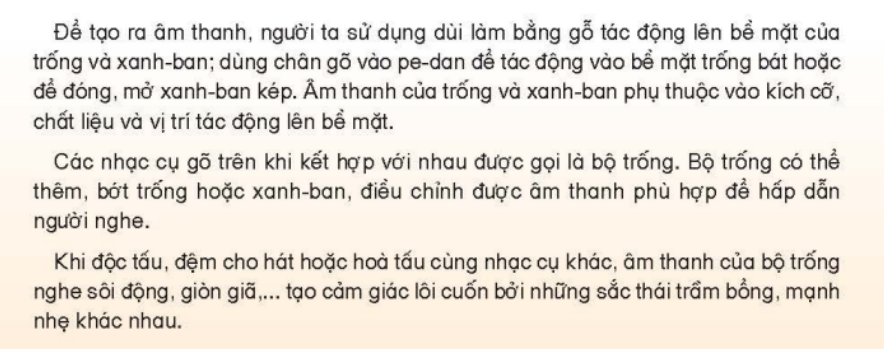 Để tạo ra âm thanh, người ta sử dụng dùi làm bằng gỗ tác động lên bề mặt của
trống và xanh-ban; dùng chân gõ vào pe-dan để tác động vào bề mặt trống bát hoặc
để đóng, mở xanh-ban kép. Âm thanh của trống và xanh-ban phụ thuộc vào kích cỡ,
chất liệu và vị trí tác động lên bề mặt.
Các nhạc cụ gõ trên khi kết hợp với nhau được gọi là bộ trống. Bộ trống có thể
thêm, bớt trống hoặc xanh-ban, điều chỉnh được âm thanh phù hợp để hấp dẫn
người nghe.
Khi độc tấu, đệm cho hát hoặc hoà tấu cùng nhạc cụ khác, âm thanh của bộ trống
nghe sôi động, giòn giã,... tạo cảm giác lôi cuốn bởi những sắc thái trầm bổng, mạnh
nhẹ khác nhau.